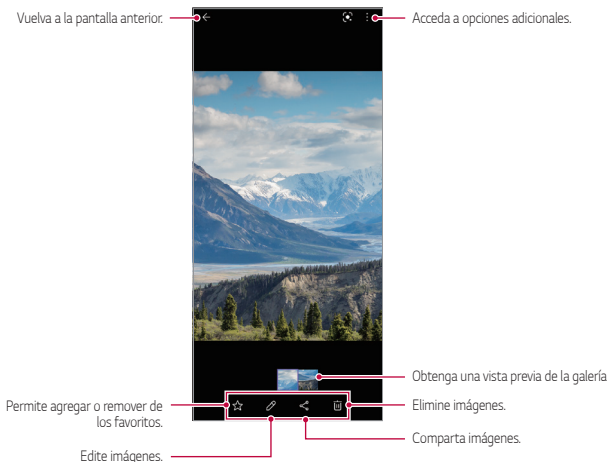 Vuelva a la pantalla anterior.
Acceda a opciones adicionales.
Obtenga una vista previa de la galería
Permite agregar o remover de
los favoritos.
Elimine imágenes.
Comparta imágenes.
Edite imágenes.